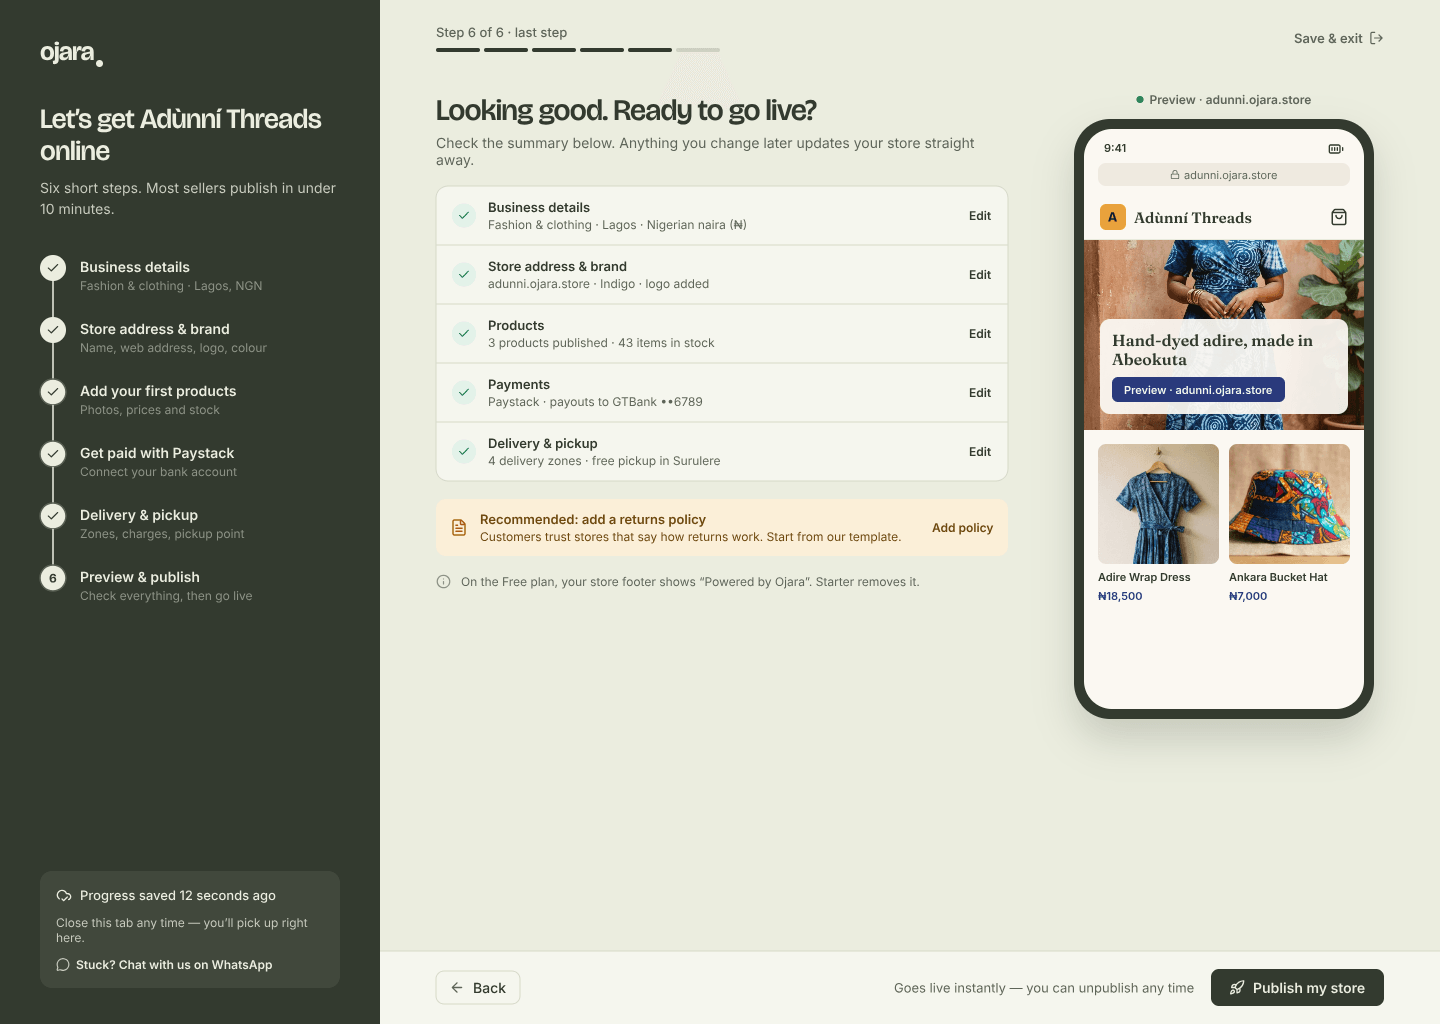 ojara.
Let's get Adùnní Threads
online
Six short steps. Most sellers publish in under
10 minutes.
Business details
Fashion & clothing · Lagos, NGN
Store address & brand
Name, web address, logo, colour
Add your first products
Photos, prices and stock
Get paid with Paystack
Connect your bank account
Delivery & pickup
Zones, charges, pickup point
6
Preview & publish
Check everything, then go live
Progress saved 12 seconds ago
Close this tab any time — you’ll pick up right
here.
Stuck? Chat with us on WhatsApp
Step 6 of 6 · last step
Save & exit
Looking good. Ready to go live?
Check the summary below. Anything you change later updates your store straight
away.
Business details
Fashion & clothing · Lagos · Nigerian naira (₦)
Edit
Store address & brand
adunni.ojara.store · Indigo · logo added
Edit
Products
3 products published · 43 items in stock
Edit
Payments
Paystack · payouts to GTBank ••6789
Edit
Delivery & pickup
4 delivery zones · free pickup in Surulere
Edit
Recommended: add a returns policy
Customers trust stores that say how returns work. Start from our template.
Add policy
On the Free plan, your store footer shows “Powered by Ojara”. Starter removes it.
Preview · adunni.ojara.store
9:41
adunni.ojara.store
A
Adùnní Threads
Hand-dyed adire, made in
Abeokuta
Preview · adunni.ojara.store
Adire Wrap Dress
₦18,500
Ankara Bucket Hat
₦7,000
Back
Goes live instantly — you can unpublish any time
Publish my store